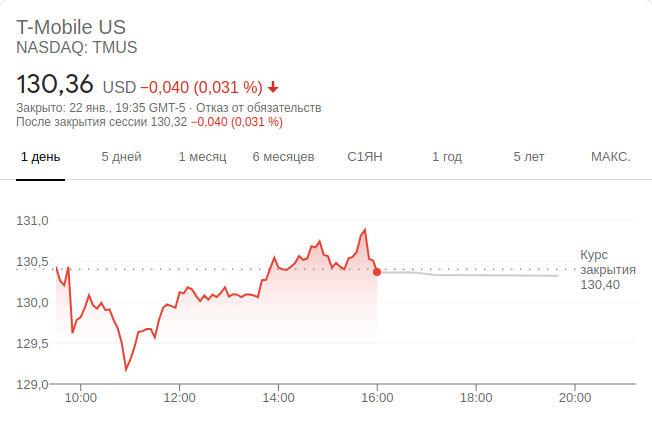 T-Mobile US
NASDAQ: TMUS
130,36 USD −0,040 (0,031 %)
Закрыто: 22 янв., 19:35 GMT-5 · Отказ от обязательств
После закрытия сессии 130,32 −0,040 (0,031 %)
1 день 5 дней 1 месяц 6 месяцев С1ЯН 1 год 5 лет МАКС.
131,0
130,5
130,0
129,5
129,0
Курс
закрытия
130,40
10:00 12:00 14:00 16:00 18:00 20:00